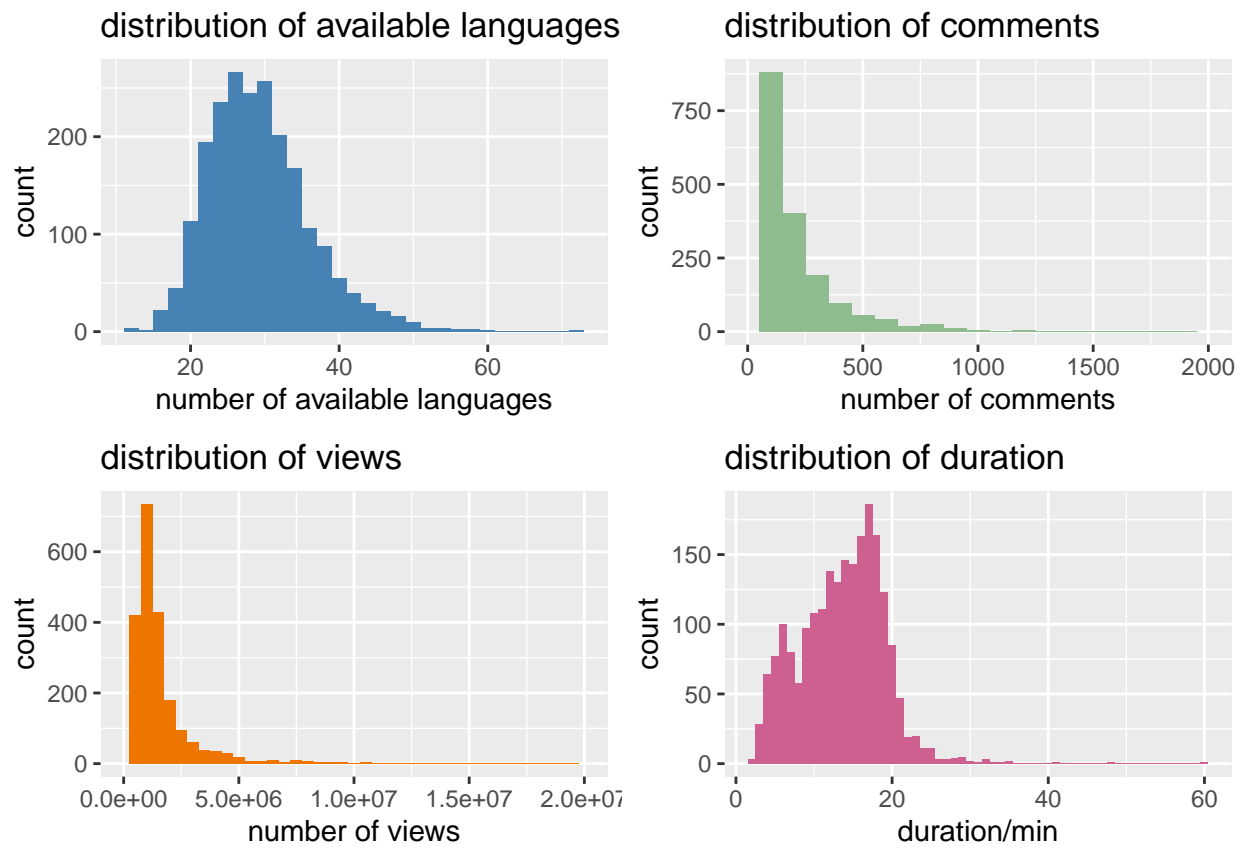 distribution of available languages
count
200
100
0
20 40 60
number of available languages
distribution of comments
count
750
500
250
0
0 500 1000 1500 2000
number of comments
distribution of views
count
600
400
200
0
0.0e+00 5.0e+06 1.0e+07 1.5e+07 2.0e+07
number of views
distribution of duration
count
150
100
50
0
0 20 40 60
duration/min